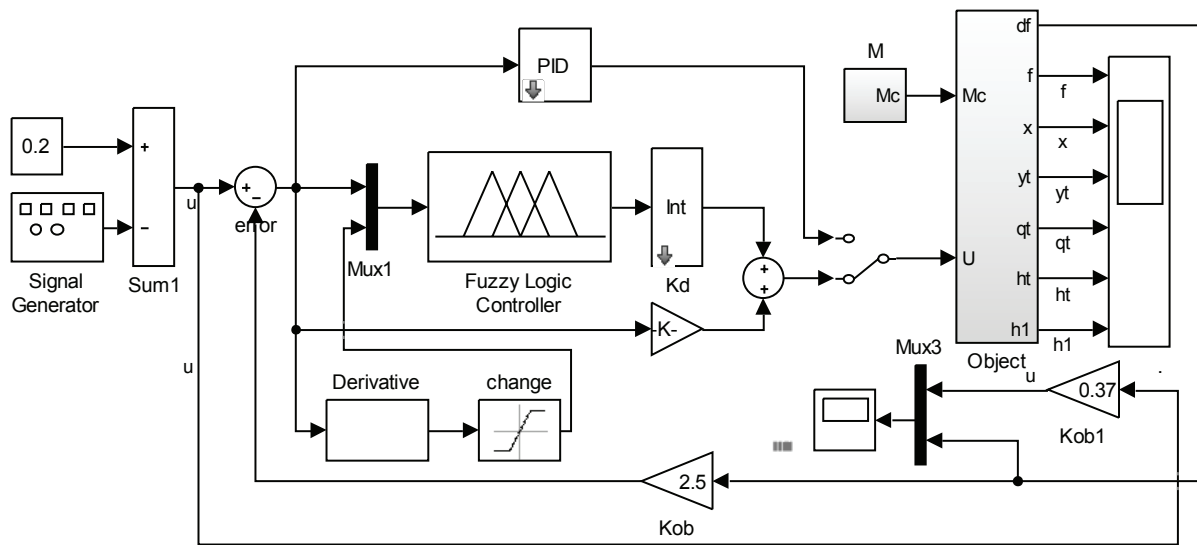 df
M
PID
f
Mc
Mc
f
x
x
0.2
+
yt
yt
u
+
−
error
−
Int
qt
qt
Mux1
U
Signal
Generator
Sum1
Fuzzy Logic
Controller
Kd
+
+
ht
ht
-K-
h1
h1
Mux3
Object
u
u
Derivative
change
0.37
Kob1
2.5
Kob